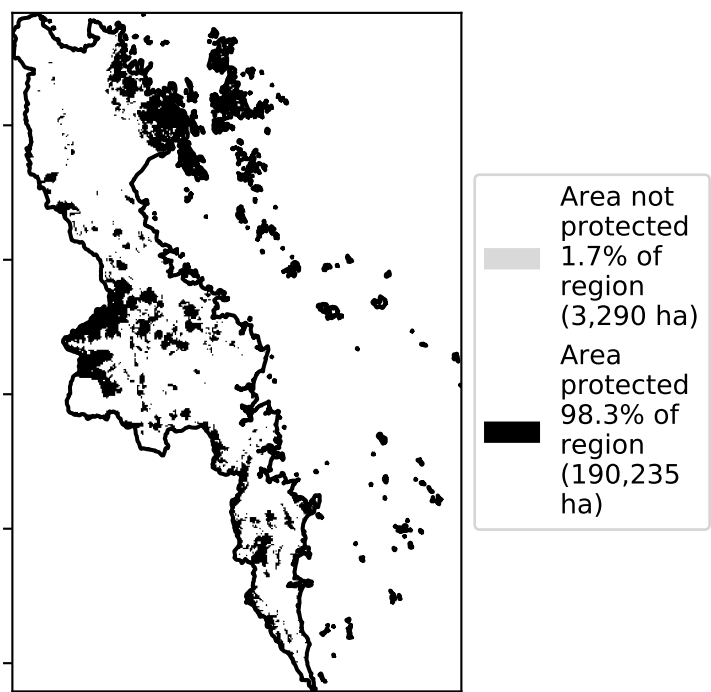 Area not
protected
1.7% of
region
(3,290 ha)
Area
protected
98.3% of
region
(190,235
ha)